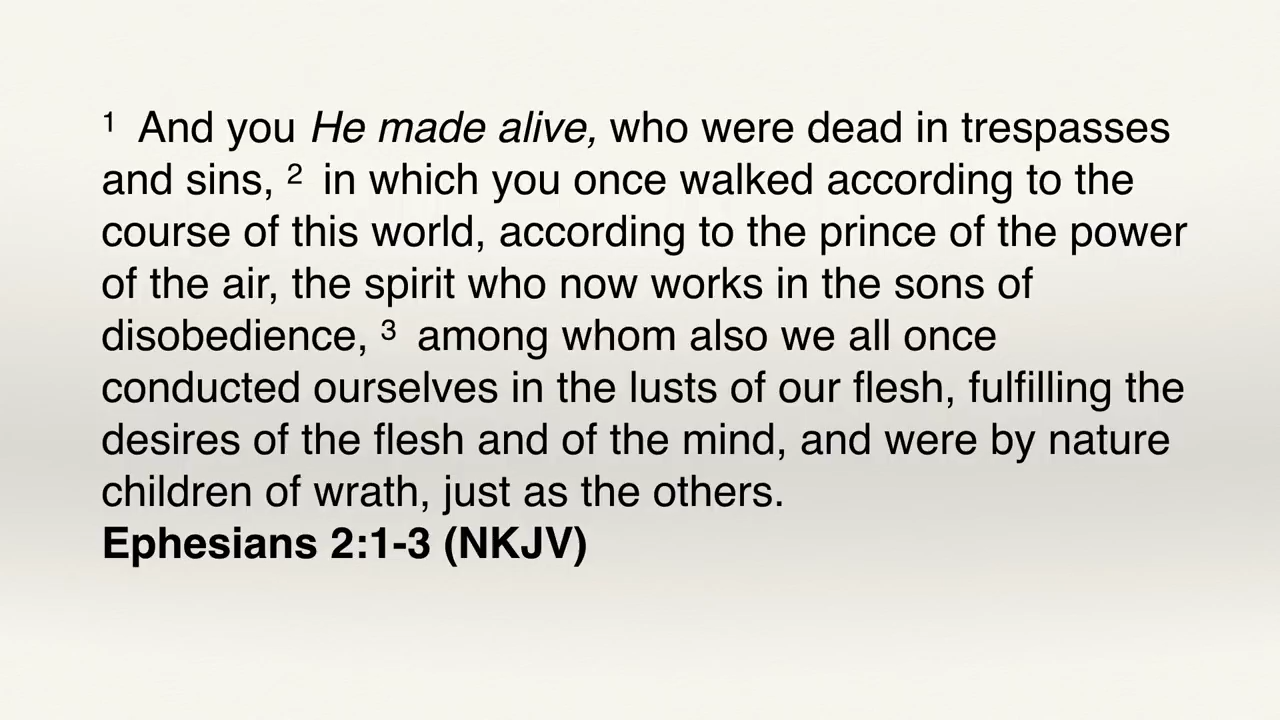 1 And you He made alive, who were dead in trespasses
and sins, 2 in which you once walked according to the
course of this world, according to the prince of the power
of the air, the spirit who now works in the sons of
disobedience, 3 among whom also we all once
conducted ourselves in the lusts of our flesh, fulfilling the
desires of the flesh and of the mind, and were by nature
children of wrath, just as the others.
Ephesians 2:1-3 (NKJV)